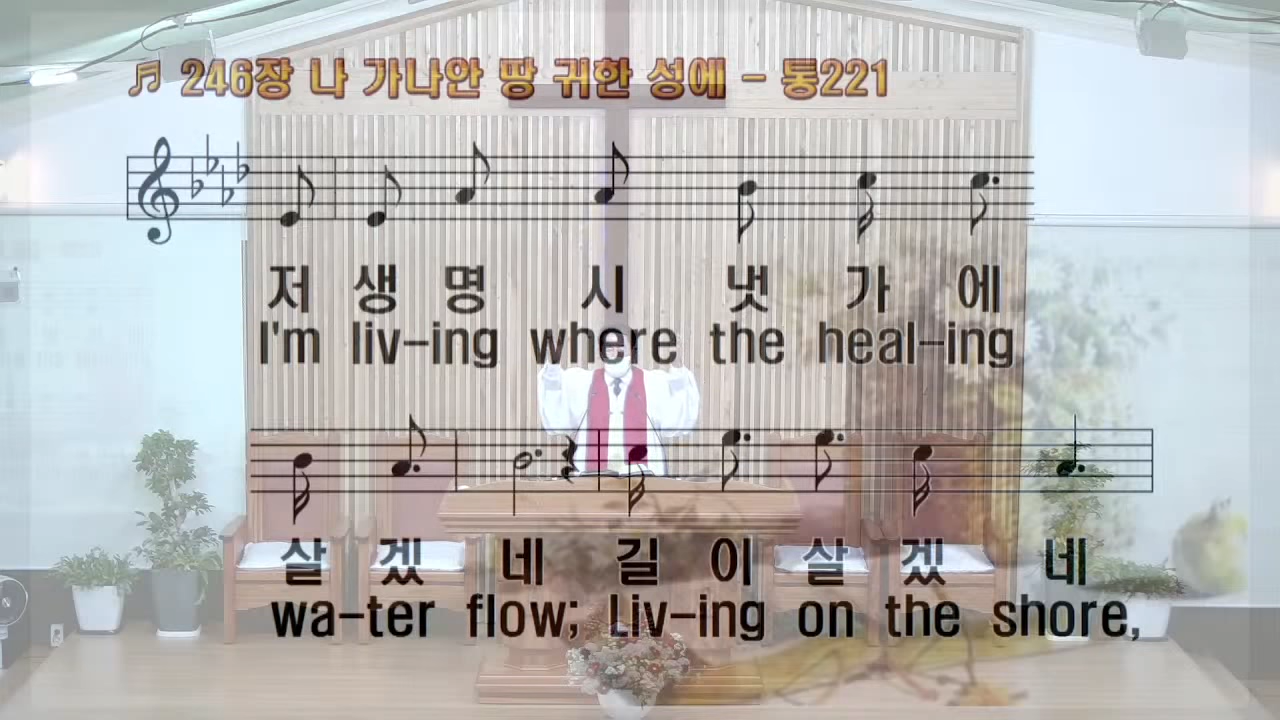 ♬ 246장 나 가나안 땅 귀한 성에 - 통221
저 생 명 시 냇 가 에
I'm liv-ing where the heal-ing
살 겠 네 길 이 살 겠 네
wa-ter flow; Liv-ing on the shore,